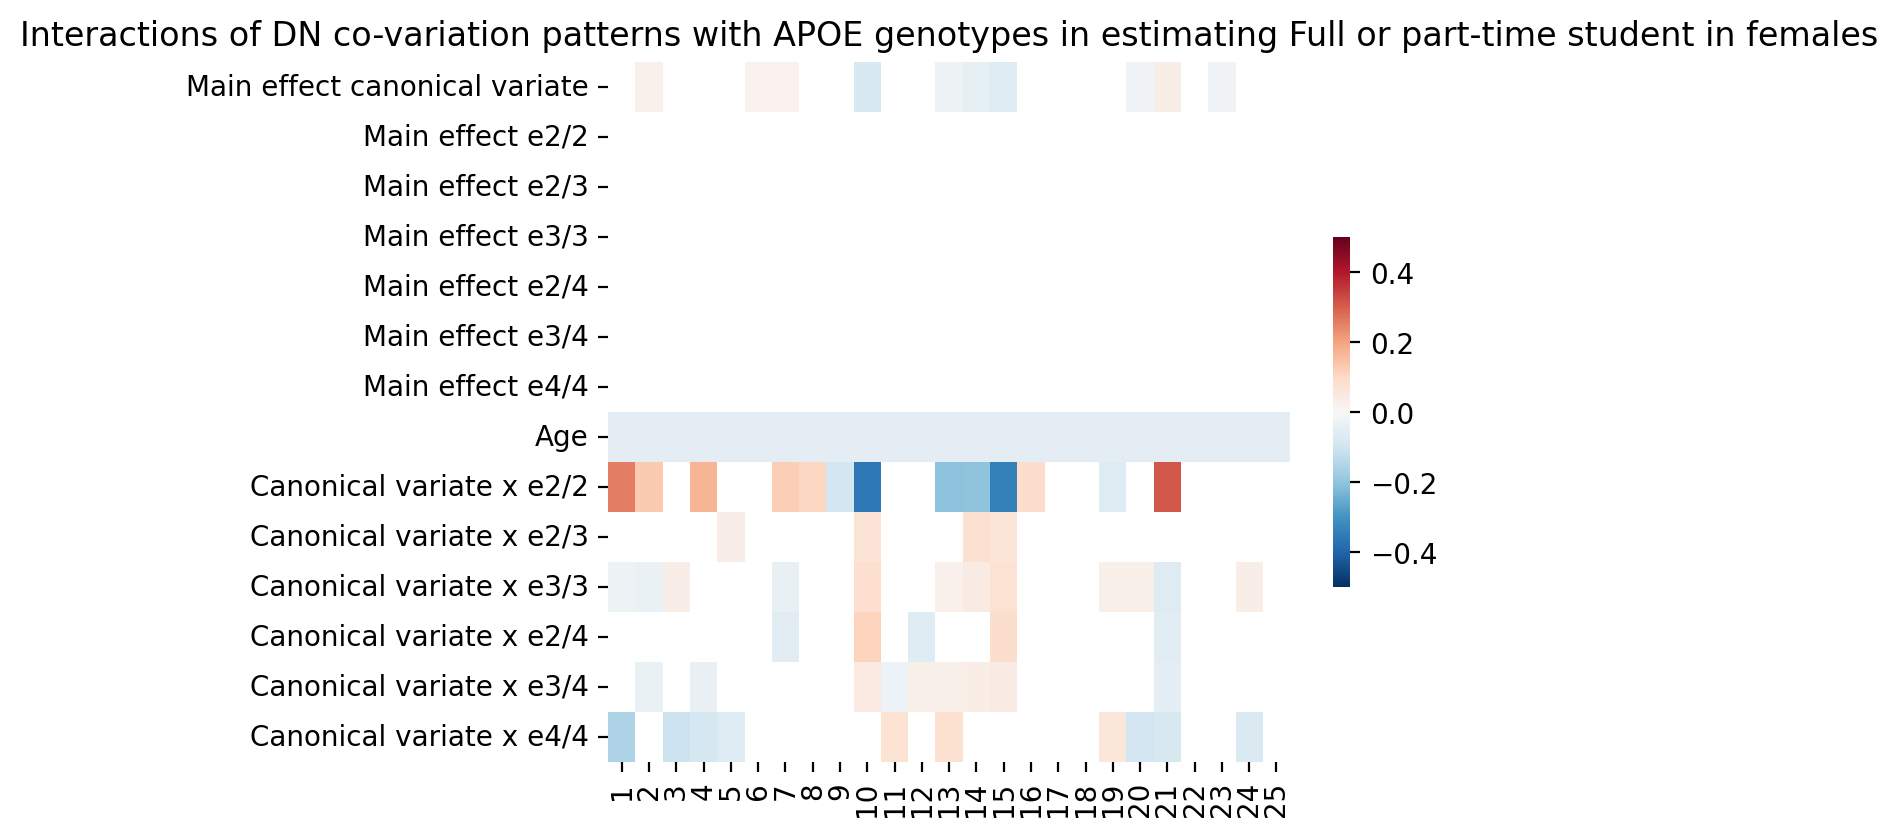 Interactions of DN co-variation patterns with APOE genotypes in estimating Full or part-time student in females
Main effect canonical variate
Main effect e2/2
Main effect e2/3
Main effect e3/3
Main effect e2/4
Main effect e3/4
Main effect e4/4
Age
Canonical variate x e2/2
Canonical variate x e2/3
Canonical variate x e3/3
Canonical variate x e2/4
Canonical variate x e3/4
Canonical variate x e4/4
1 2 3 4 5 6 7 8 9 10 11 12 13 14 15 16 17 18 19 20 21 22 23 24 25
0.4
0.2
0.0
−0.2
−0.4